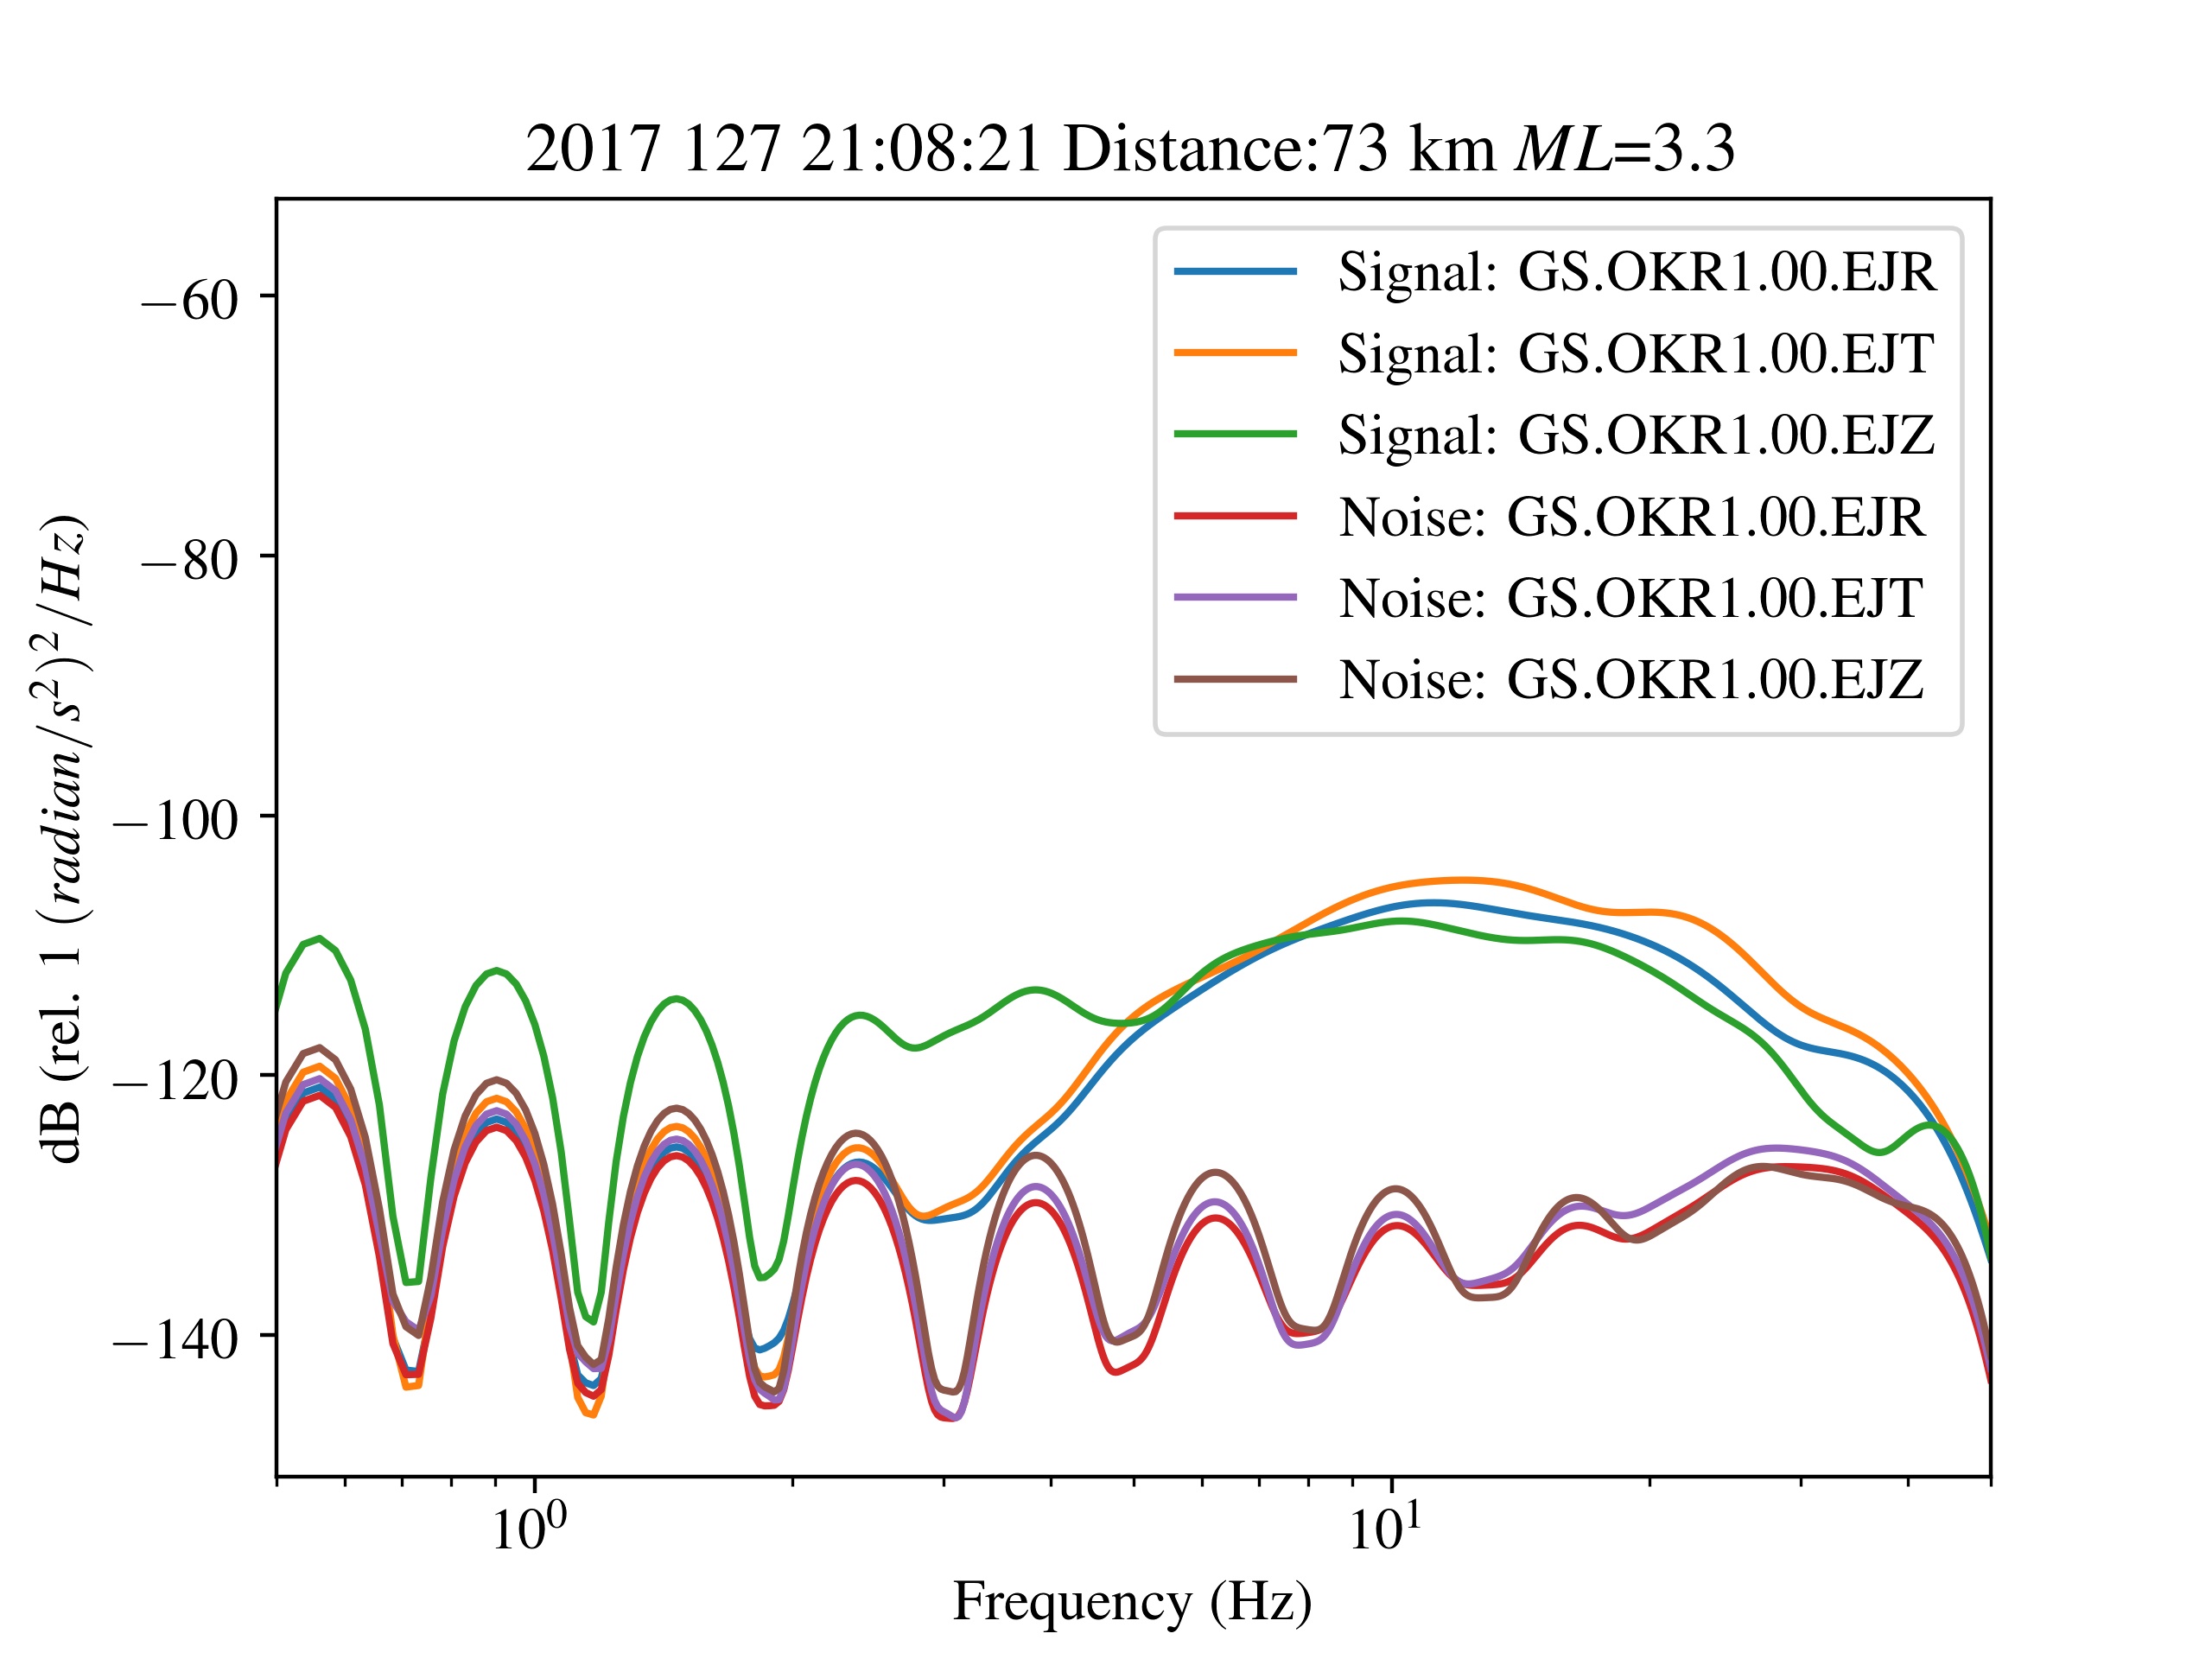 2017 127 21:08:21 Distance:73 km ML=3.3
Signal: GS.OKR1.00.EJR
Signal: GS.OKR1.00.EJT
Signal: GS.OKR1.00.EJZ
Noise: GS.OKR1.00.EJR
Noise: GS.OKR1.00.EJT
Noise: GS.OKR1.00.EJZ
dB (rel. 1 (radian/s²)²/Hz)
−60
−80
−100
−120
−140
10⁰
10¹
Frequency (Hz)